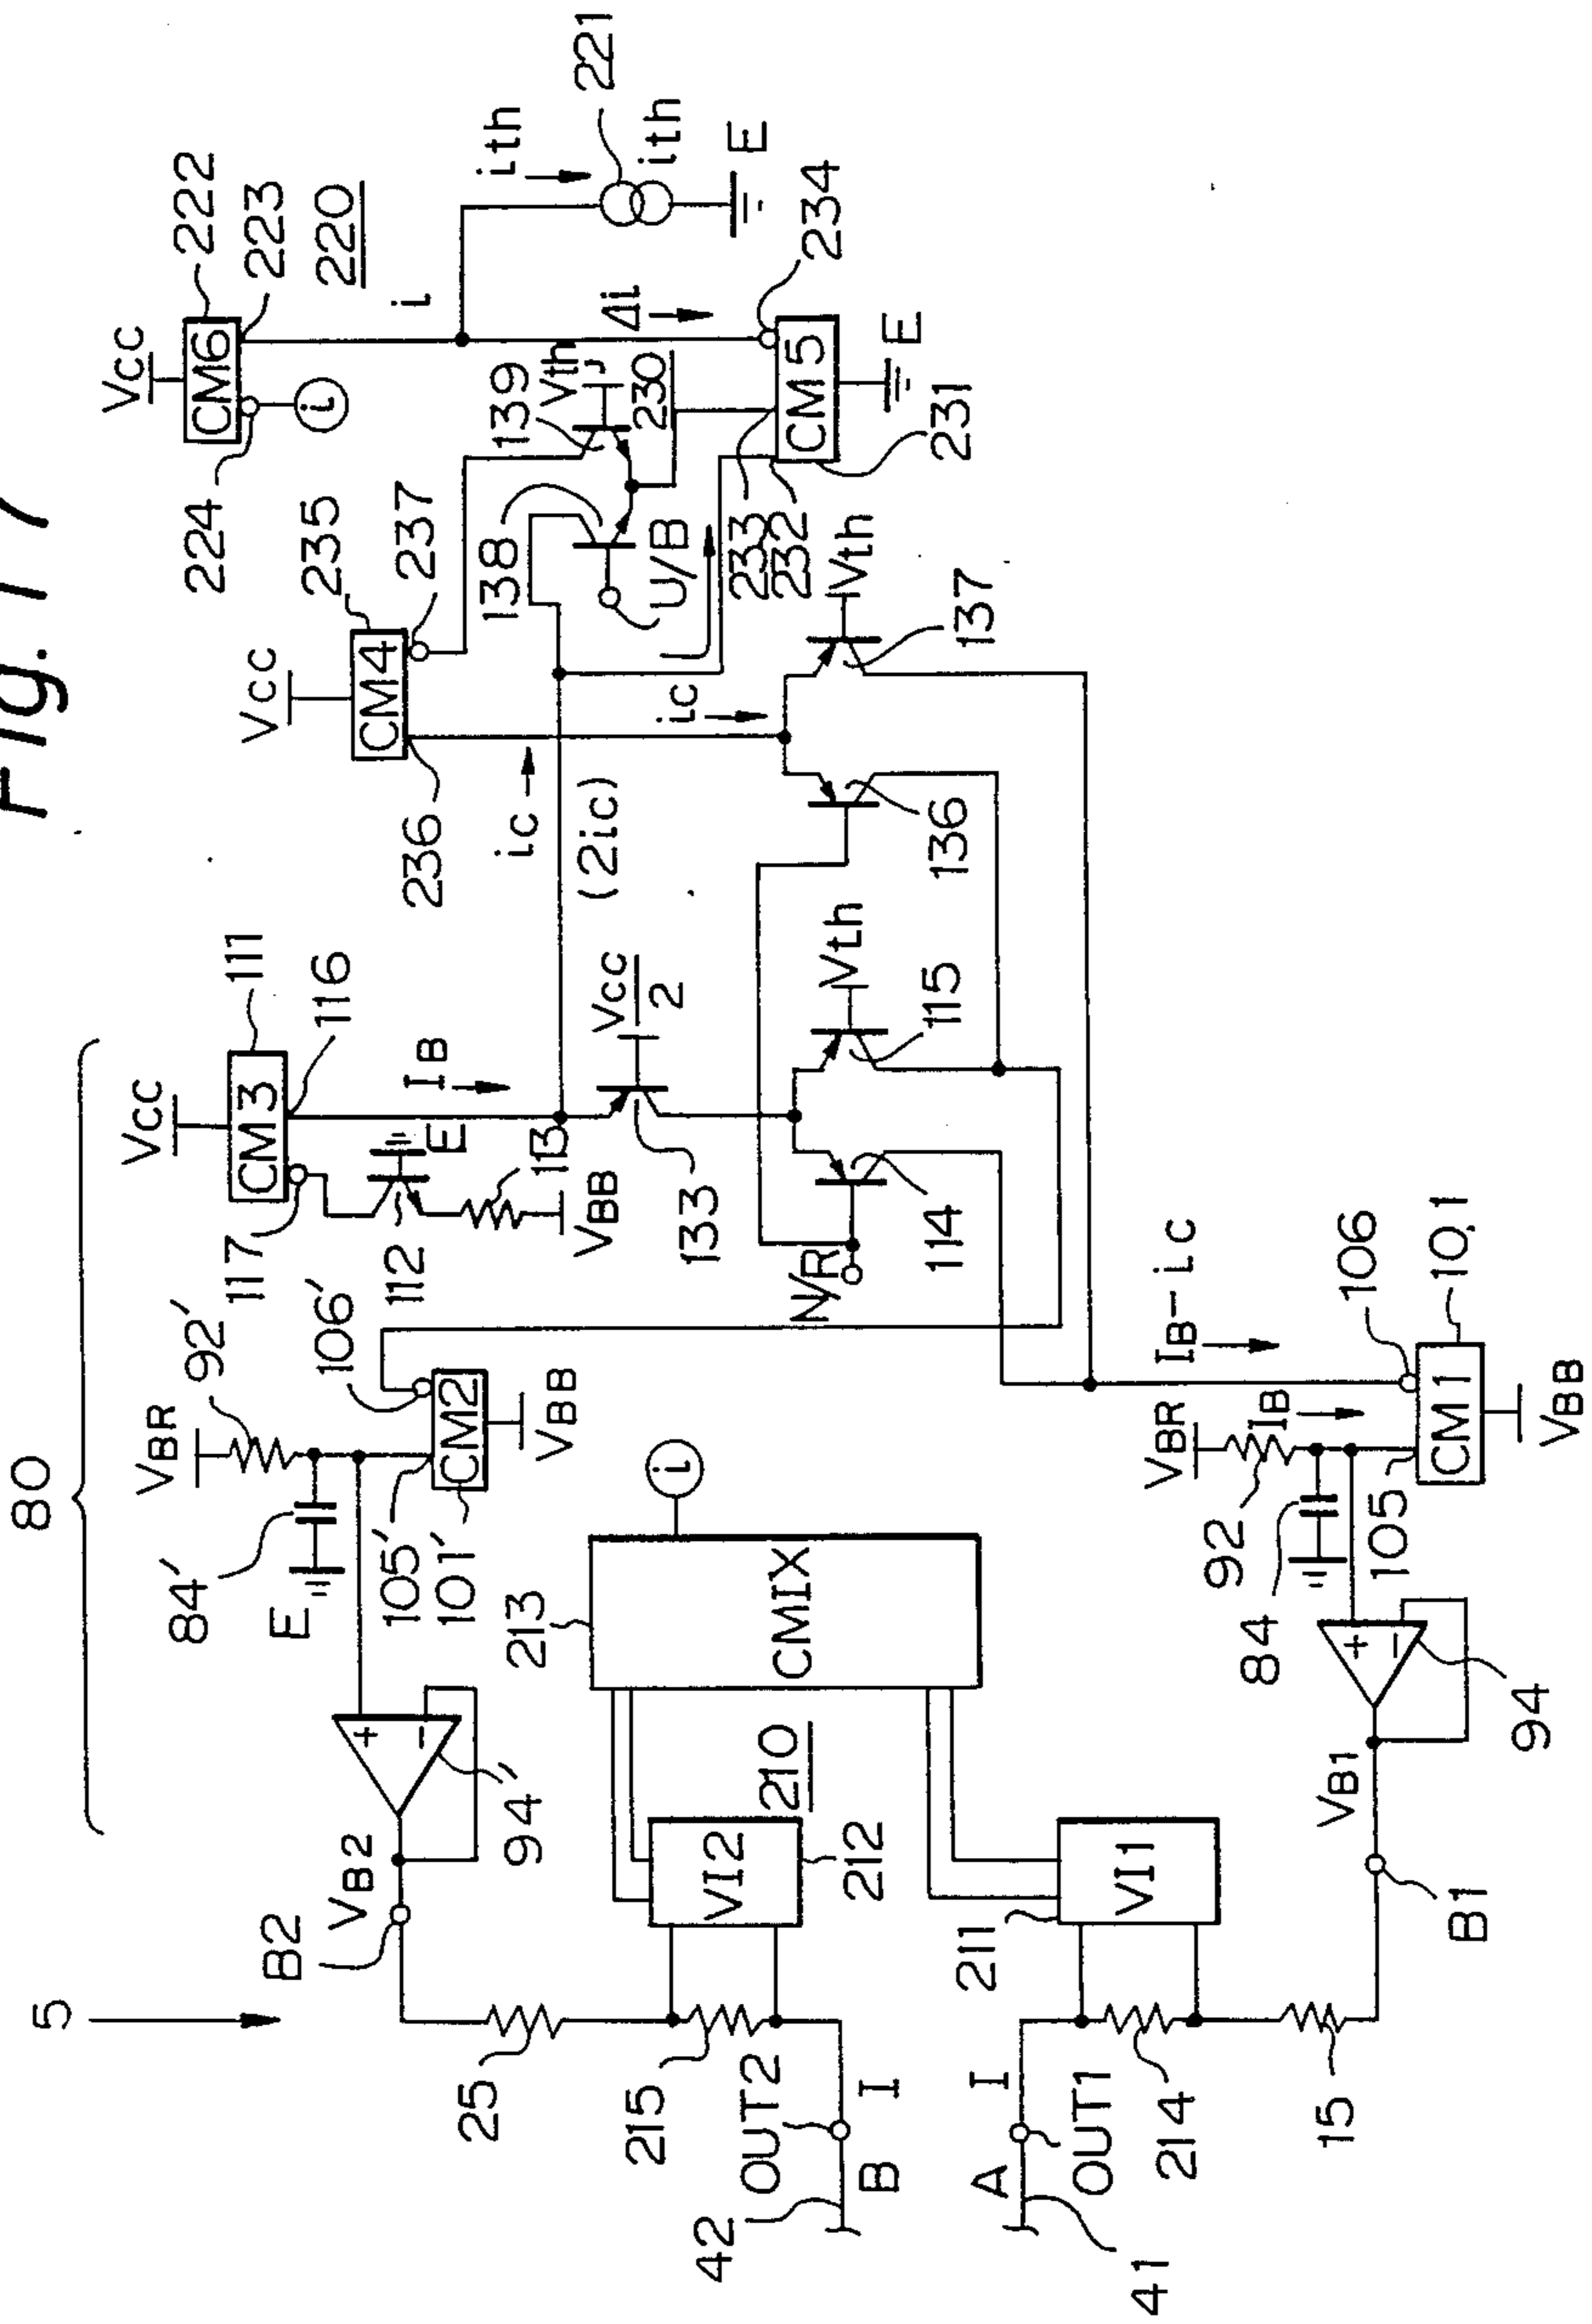 Fig. 17
80
5
VCC
CM6
222
223
224
220
i
i
ith
ith
221
E
4i
234
CM5
E
231
232
233
230
Vth
139
138
U/B
VCC
CM4
235
237
236
ic
ic
(2ic)
Vth
137
136
VCC
CM3
111
116
117
IB
E
112
113
VBB
133
VCC
2
Vth
115
114
N/R
VBR
92'
84'
E
105'
101'
106'
CM2
VBB
94'
VB2
B2
213
CMIX
i
210
VI2
212
VI1
211
25
215
OUT2
I
B
42
I
A
OUT1
41
214
15
VBR
IB
92
84
105
IB-ic
106
101
CM1
VBB
94
VB1
B1
+
−
+
−